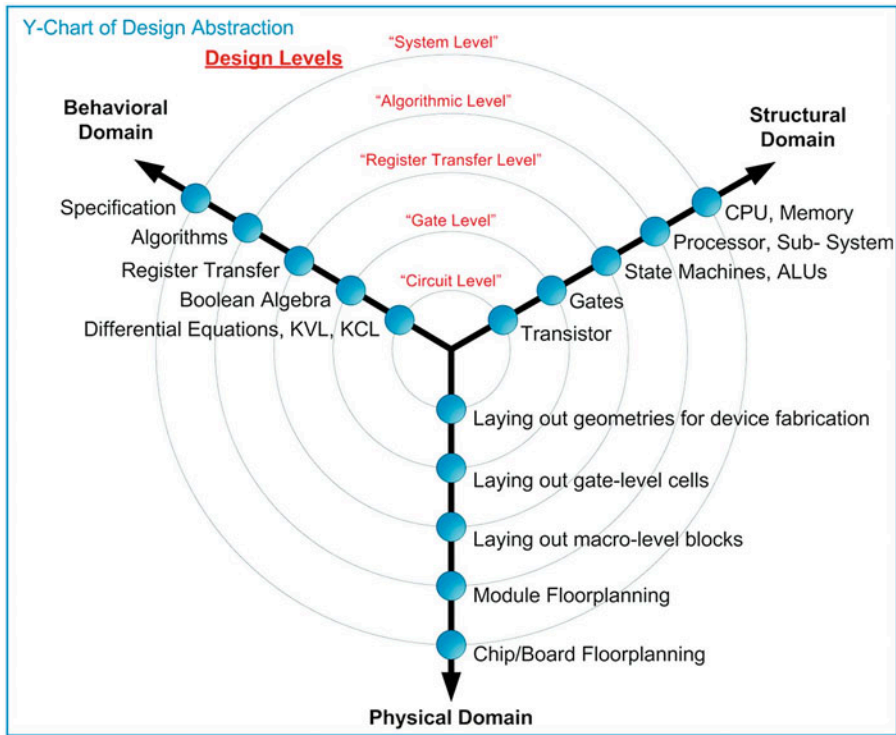 Y-Chart of Design Abstraction
Design Levels
“System Level”
“Algorithmic Level”
“Register Transfer Level”
“Gate Level”
“Circuit Level”
Behavioral
Domain
Specification
Algorithms
Register Transfer
Boolean Algebra
Differential Equations, KVL, KCL
Structural
Domain
CPU, Memory
Processor, Sub- System
State Machines, ALUs
Gates
Transistor
Laying out geometries for device fabrication
Laying out gate-level cells
Laying out macro-level blocks
Module Floorplanning
Chip/Board Floorplanning
Physical Domain